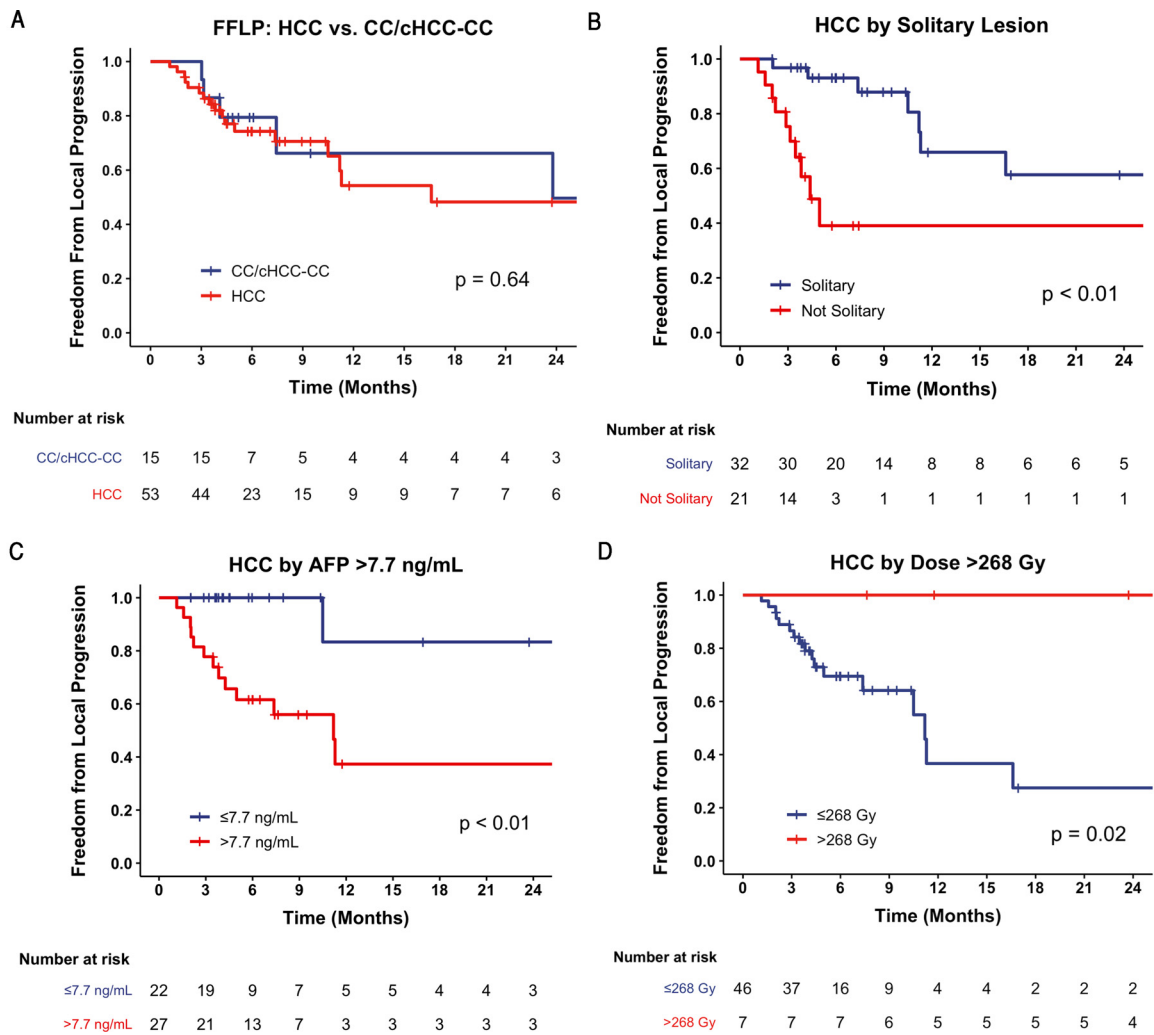 A
FFLP: HCC vs. CC/cHCC-CC
Freedom From Local Progression
1.0
0.8
0.6
0.4
0.2
0.0
CC/cHCC-CC
HCC
p = 0.64
0 3 6 9 12 15 18 21 24
Time (Months)
Number at risk
CC/cHCC-CC 15 15 7 5 4 4 4 4 3
HCC 53 44 23 15 9 9 7 7 6
B
HCC by Solitary Lesion
Freedom from Local Progression
1.0
0.8
0.6
0.4
0.2
0.0
Solitary
Not Solitary
p < 0.01
0 3 6 9 12 15 18 21 24
Time (Months)
Number at risk
Solitary 32 30 20 14 8 8 6 6 5
Not Solitary 21 14 3 1 1 1 1 1 1
C
HCC by AFP >7.7 ng/mL
Freedom from Local Progression
1.0
0.8
0.6
0.4
0.2
0.0
≤7.7 ng/mL
>7.7 ng/mL
p < 0.01
0 3 6 9 12 15 18 21 24
Time (Months)
Number at risk
≤7.7 ng/mL 22 19 9 7 5 5 4 4 3
>7.7 ng/mL 27 21 13 7 3 3 3 3 3
D
HCC by Dose >268 Gy
Freedom from Local Progression
1.0
0.8
0.6
0.4
0.2
0.0
≤268 Gy
>268 Gy
p = 0.02
0 3 6 9 12 15 18 21 24
Time (Months)
Number at risk
≤268 Gy 46 37 16 9 4 4 2 2 2
>268 Gy 7 7 7 6 5 5 5 5 4